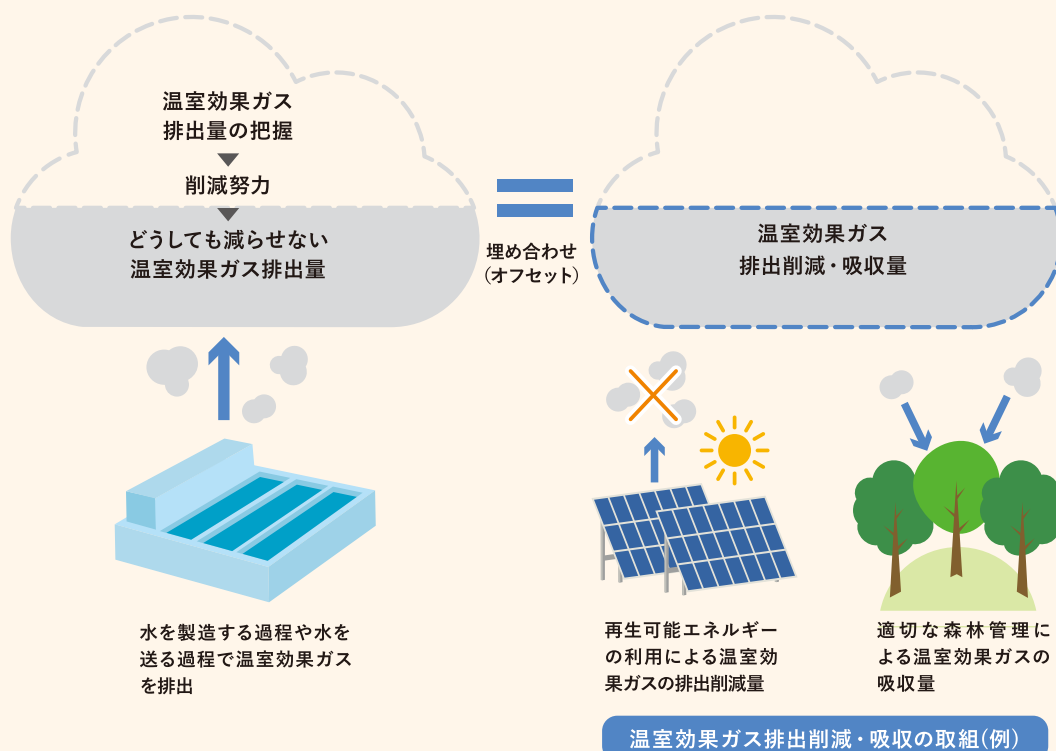 温室効果ガス
排出量の把握
削減努力
どうしても減らせない
温室効果ガス排出量
埋め合わせ
(オフセット)
温室効果ガス
排出削減・吸収量
水を製造する過程や水を
送る過程で温室効果ガス
を排出
再生可能エネルギー
の利用による温室効
果ガスの排出削減量
適切な森林管理に
よる温室効果ガスの
吸収量
温室効果ガス排出削減・吸収の取組(例)